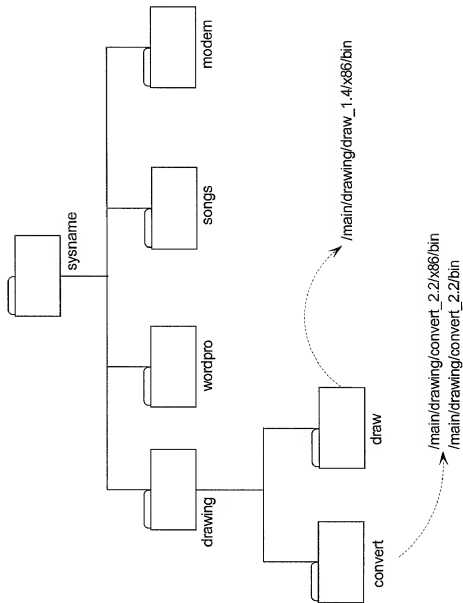 sysname
drawing
wordpro
songs
modem
convert
draw
/main/drawing/draw_1.4/x86/bin
/main/drawing/convert_2.2/x86/bin
/main/drawing/convert_2.2/bin